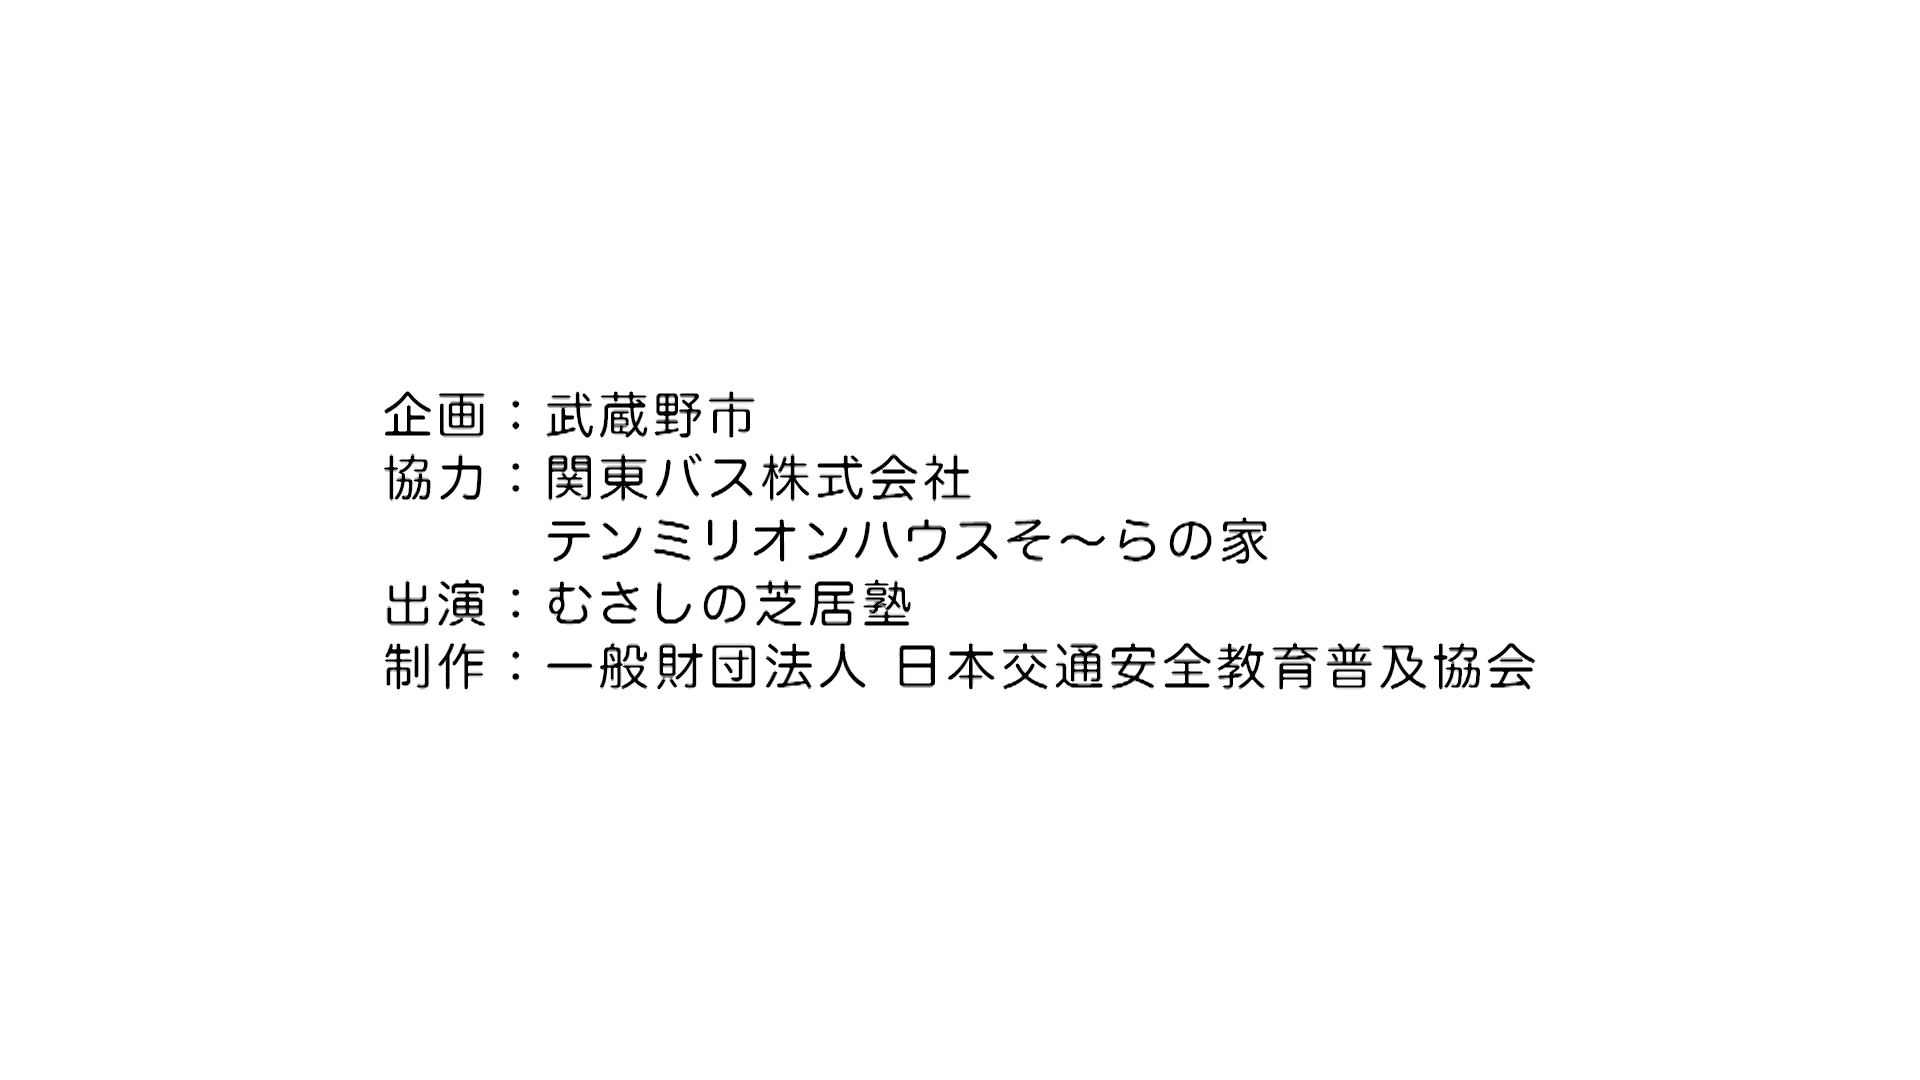 企画：武蔵野市
協力：関東バス株式会社
テンミリオンハウスそ～らの家
出演：むさしの芝居塾
制作：一般財団法人 日本交通安全教育普及協会